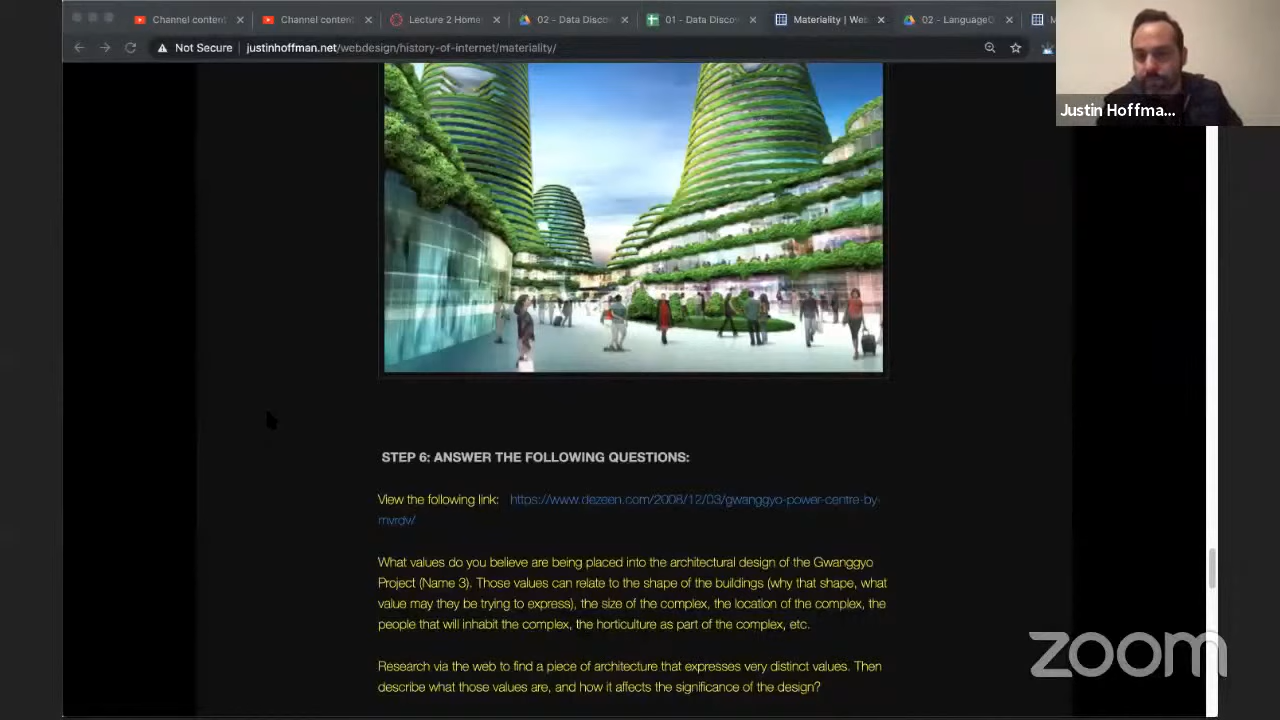 Channel content
Channel content
Lecture 2 Home
02 - Data Disco
01 - Data Disco
Materiality | We
02 - Language
Not Secure | justinhoffman.net/webdesign/history-of-internet/materiality/
Justin Hoffma...
STEP 6: ANSWER THE FOLLOWING QUESTIONS:
View the following link: https://www.dezeen.com/2008/12/03/gwanggyo-power-centre-by-
mvrdv/
What values do you believe are being placed into the architectural design of the Gwanggyo
Project (Name 3). Those values can relate to the shape of the buildings (why that shape, what
value may they be trying to express), the size of the complex, the location of the complex, the
people that will inhabit the complex, the horticulture as part of the complex, etc.
zoom
Research via the web to find a piece of architecture that expresses very distinct values. Then
describe what those values are, and how it affects the significance of the design?